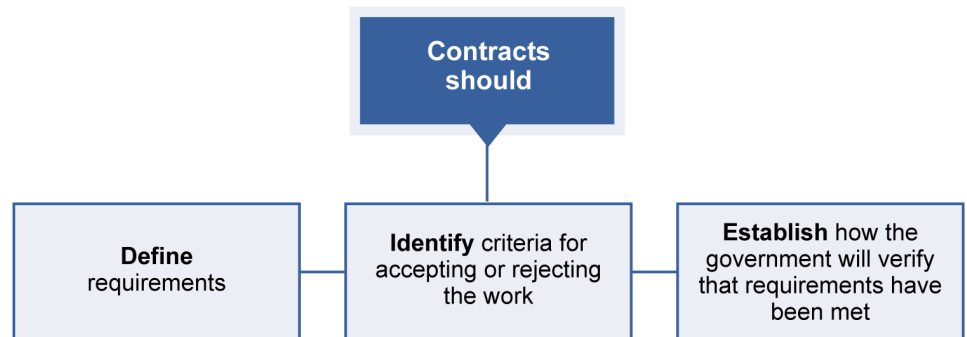 Contracts
should
Define
requirements
Identify criteria for
accepting or rejecting
the work
Establish how the
government will verify
that requirements have
been met